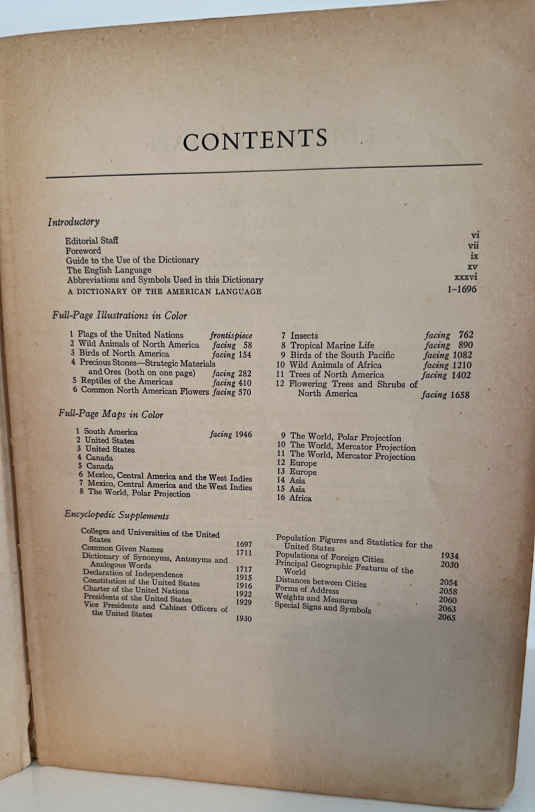 CONTENTS
Introductory
Editorial Staff vi
Foreword vii
Guide to the Use of the Dictionary ix
The English Language xv
Abbreviations and Symbols Used in this Dictionary xxxvi
A DICTIONARY OF THE AMERICAN LANGUAGE 1–1696
Full-Page Illustrations in Color
1 Flags of the United Nations frontispiece
2 Wild Animals of North America facing 58
3 Birds of North America facing 154
4 Precious Stones—Strategic Materials
and Ores (both on one page) facing 282
5 Reptiles of the Americas facing 410
6 Common North American Flowers facing 570
7 Insects facing 762
8 Tropical Marine Life facing 890
9 Birds of the South Pacific facing 1082
10 Wild Animals of Africa facing 1210
11 Trees of North America facing 1402
12 Flowering Trees and Shrubs of
North America facing 1658
Full-Page Maps in Color
1 South America facing 1946
2 United States
3 United States
4 Canada
5 Canada
6 Mexico, Central America and the West Indies
7 Mexico, Central America and the West Indies
8 The World, Polar Projection
9 The World, Polar Projection
10 The World, Mercator Projection
11 The World, Mercator Projection
12 Europe
13 Europe
14 Asia
15 Asia
16 Africa
Encyclopedic Supplements
Colleges and Universities of the United
States 1697
Common Given Names 1711
Dictionary of Synonyms, Antonyms and
Analogous Words 1717
Declaration of Independence 1915
Constitution of the United States 1916
Charter of the United Nations 1922
Presidents of the United States 1929
Vice Presidents and Cabinet Officers of
the United States 1930
Population Figures and Statistics for the
United States 1934
Populations of Foreign Cities 2030
Principal Geographic Features of the
World 2054
Distances between Cities 2058
Forms of Address 2060
Weights and Measures 2063
Special Signs and Symbols 2065